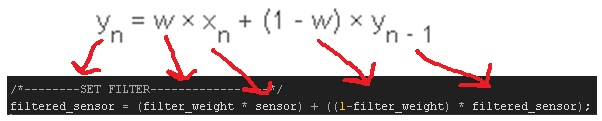 yₙ = w × xₙ + (1 - w) × yₙ ₋ ₁
/*--------SET FILTER-----------------*/
filtered_sensor = (filter_weight * sensor) + ((1-filter_weight) * filtered_sensor);